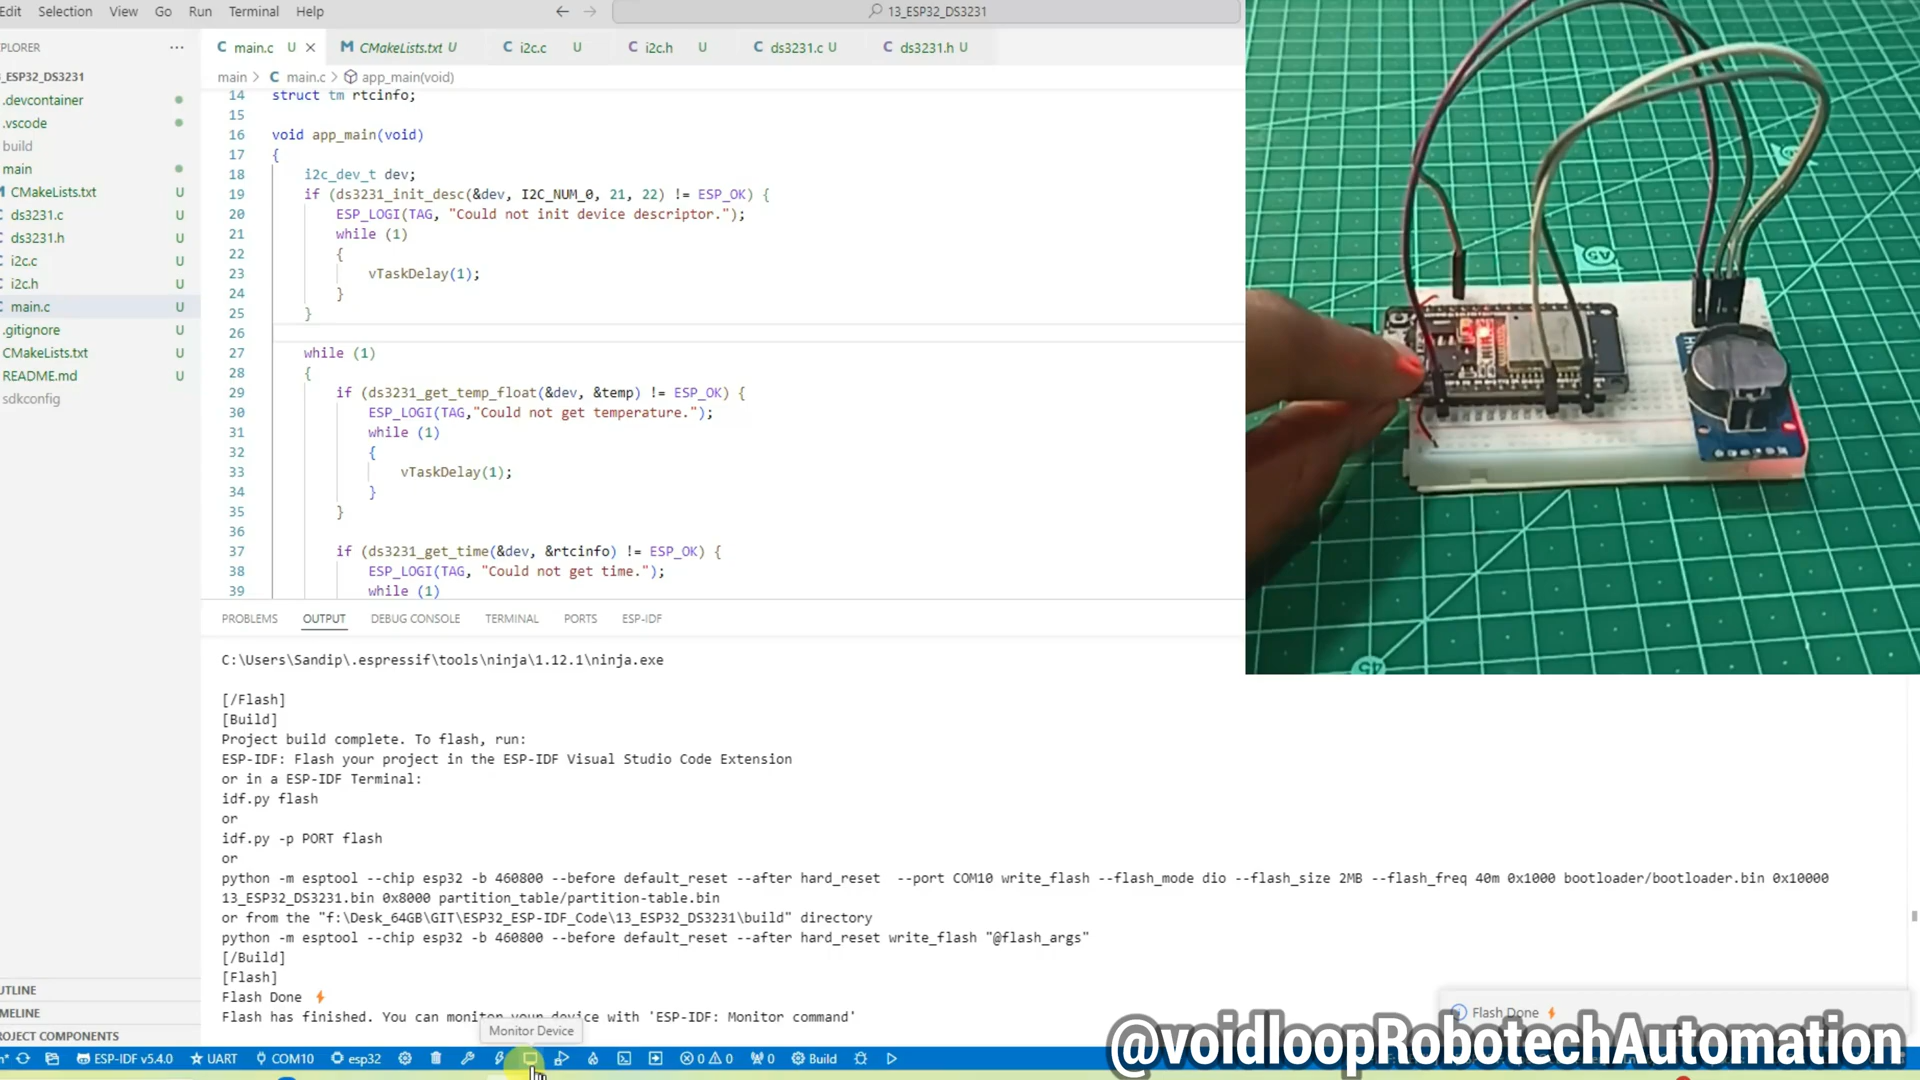 Edit Selection View Go Run Terminal Help
13_ESP32_DS3231
PLORER
main.c U
CMakeLists.txt U
i2c.c U
i2c.h U
ds3231.c U
ds3231.h U
main > C main.c > app_main(void)
_ESP32_DS3231
.devcontainer
.vscode
build
main
CMakeLists.txt U
C ds3231.c U
C ds3231.h U
C i2c.c U
C i2c.h U
C main.c U
.gitignore U
CMakeLists.txt U
README.md U
sdkconfig
14 struct tm rtcinfo;
15
16 void app_main(void)
17 {
18 i2c_dev_t dev;
19 if (ds3231_init_desc(&dev, I2C_NUM_0, 21, 22) != ESP_OK) {
20 ESP_LOGI(TAG, "Could not init device descriptor.");
21 while (1)
22 {
23 vTaskDelay(1);
24 }
25 }
26
27 while (1)
28 {
29 if (ds3231_get_temp_float(&dev, &temp) != ESP_OK) {
30 ESP_LOGI(TAG,"Could not get temperature.");
31 while (1)
32 {
33 vTaskDelay(1);
34 }
35 }
36
37 if (ds3231_get_time(&dev, &rtcinfo) != ESP_OK) {
38 ESP_LOGI(TAG, "Could not get time.");
39 while (1)
PROBLEMS OUTPUT DEBUG CONSOLE TERMINAL PORTS ESP-IDF
C:\Users\Sandip\.espressif\tools\ninja\1.12.1\ninja.exe
[/Flash]
[Build]
Project build complete. To flash, run:
ESP-IDF: Flash your project in the ESP-IDF Visual Studio Code Extension
or in a ESP-IDF Terminal:
idf.py flash
or
idf.py -p PORT flash
or
python -m esptool --chip esp32 -b 460800 --before default_reset --after hard_reset --port COM10 write_flash --flash_mode dio --flash_size 2MB --flash_freq 40m 0x1000 bootloader/bootloader.bin 0x10000
13_ESP32_DS3231.bin 0x8000 partition_table/partition-table.bin
or from the "f:\Desk_64GB\GIT\ESP32_ESP-IDF_Code\13_ESP32_DS3231\build" directory
python -m esptool --chip esp32 -b 460800 --before default_reset --after hard_reset write_flash "@flash_args"
[/Build]
[Flash]
Flash Done
Flash has finished. You can monitor your device with 'ESP-IDF: Monitor command'
Monitor Device
UTLINE
MELINE
ROJECT COMPONENTS
Flash Done
@voidloopRobotechAutomation
ESP-IDF v5.4.0 UART COM10 esp32 0 0 0 Build
45
45